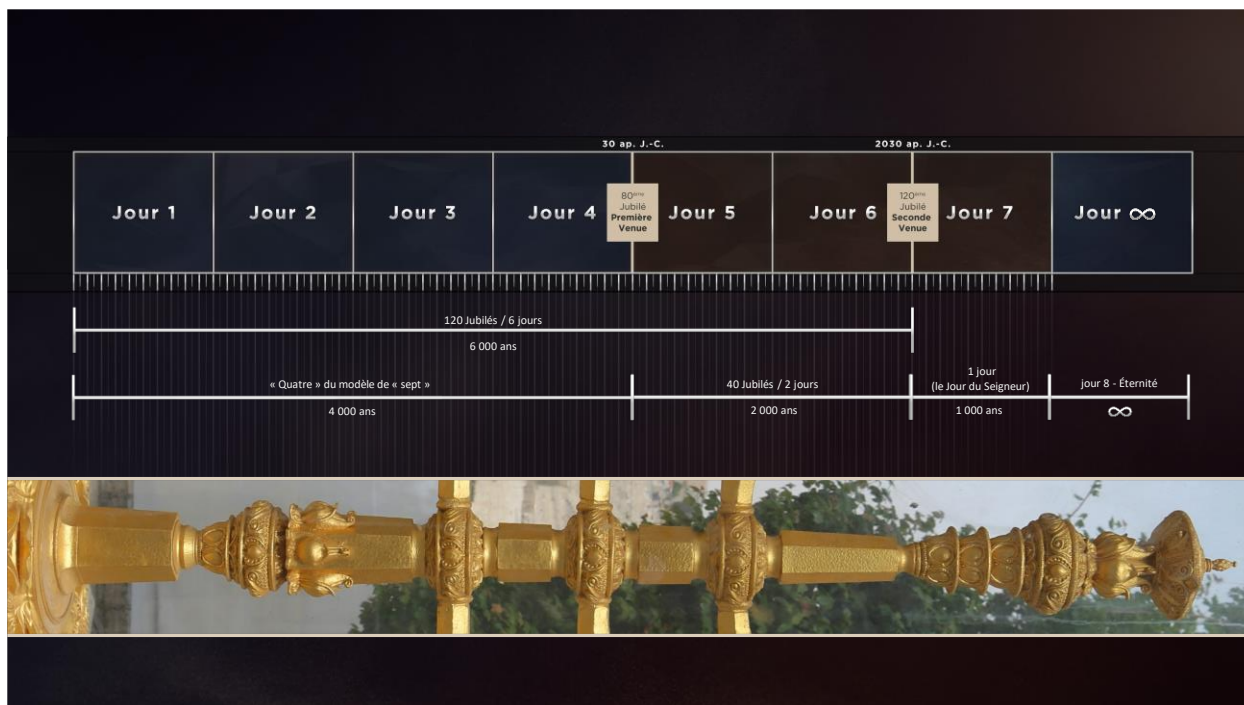 30 ap. J.-C.
2030 ap. J.-C.
Jour 1
Jour 2
Jour 3
Jour 4
80ème
Jubilé
Première
Venue
Jour 5
Jour 6
120ème
Jubilé
Seconde
Venue
Jour 7
Jour ∞
120 Jubilés / 6 jours
6 000 ans
« Quatre » du modèle de « sept »
4 000 ans
40 Jubilés / 2 jours
2 000 ans
1 jour
(le Jour du Seigneur)
1 000 ans
jour 8 - Éternité
∞